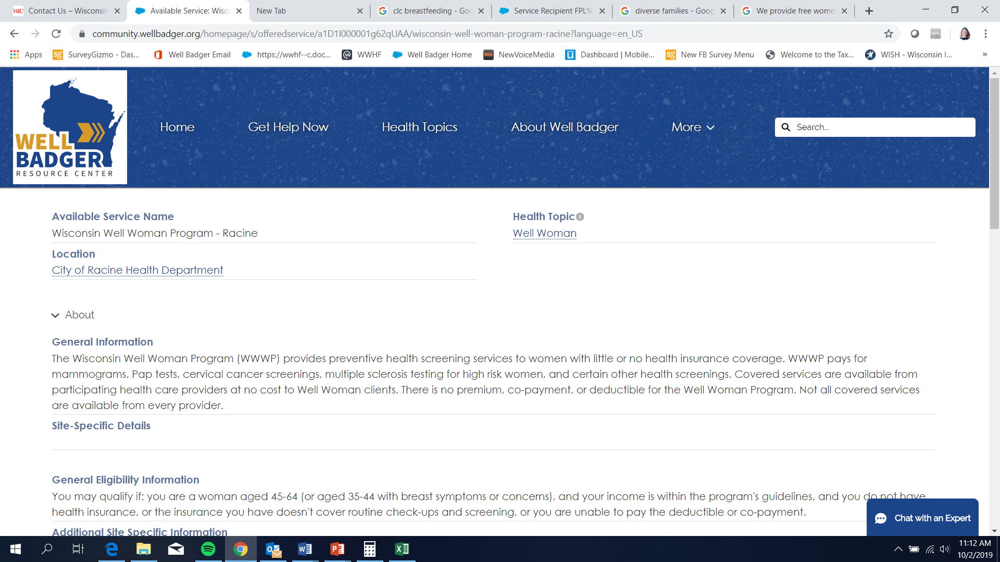 WBC Contact Us – Wisconsin
Available Service: Wisco
New Tab
clc breastfeeding - Goo
Service Recipient FPL%
diverse families - Goog
We provide free wome
community.wellbadger.org/homepage/s/offeredservice/a1D1I000001g62qUAA/wisconsin-well-woman-program-racine?language=en_US
Apps
SurveyGizmo - Das...
Well Badger Email
https://wwhf--c.doc...
WWHF
Well Badger Home
NewVoiceMedia
Dashboard | Mobile...
New FB Survey Menu
Welcome to the Tax...
WISH - Wisconsin I...
WELL
BADGER
RESOURCE CENTER
Home
Get Help Now
Health Topics
About Well Badger
More
Search...
Available Service Name
Wisconsin Well Woman Program - Racine
Health Topic
Well Woman
Location
City of Racine Health Department
About
General Information
The Wisconsin Well Woman Program (WWWP) provides preventive health screening services to women with little or no health insurance coverage. WWWP pays for
mammograms, Pap tests, cervical cancer screenings, multiple sclerosis testing for high risk women, and certain other health screenings. Covered services are available from
participating health care providers at no cost to Well Woman clients. There is no premium, co-payment, or deductible for the Well Woman Program. Not all covered services
are available from every provider.
Site-Specific Details
General Eligibility Information
You may qualify if: you are a woman aged 45-64 (or aged 35-44 with breast symptoms or concerns), and your income is within the program's guidelines, and you do not have
health insurance, or the insurance you have doesn't cover routine check-ups and screening, or you are unable to pay the deductible or co-payment.
Additional Site Specific Information
Chat with an Expert
11:12 AM
10/2/2019